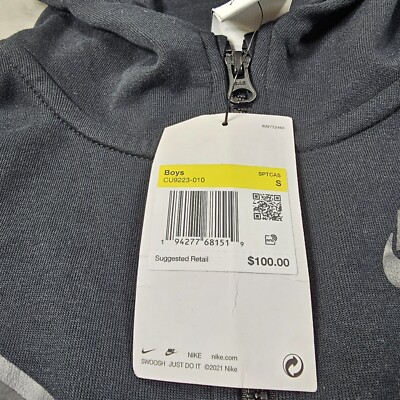 Boys SPTCAS
CU9223-010 S
1 94277 68151 9
Suggested Retail $100.00
NIKE nike.com
SWOOSH JUST DO IT ©2021 Nike